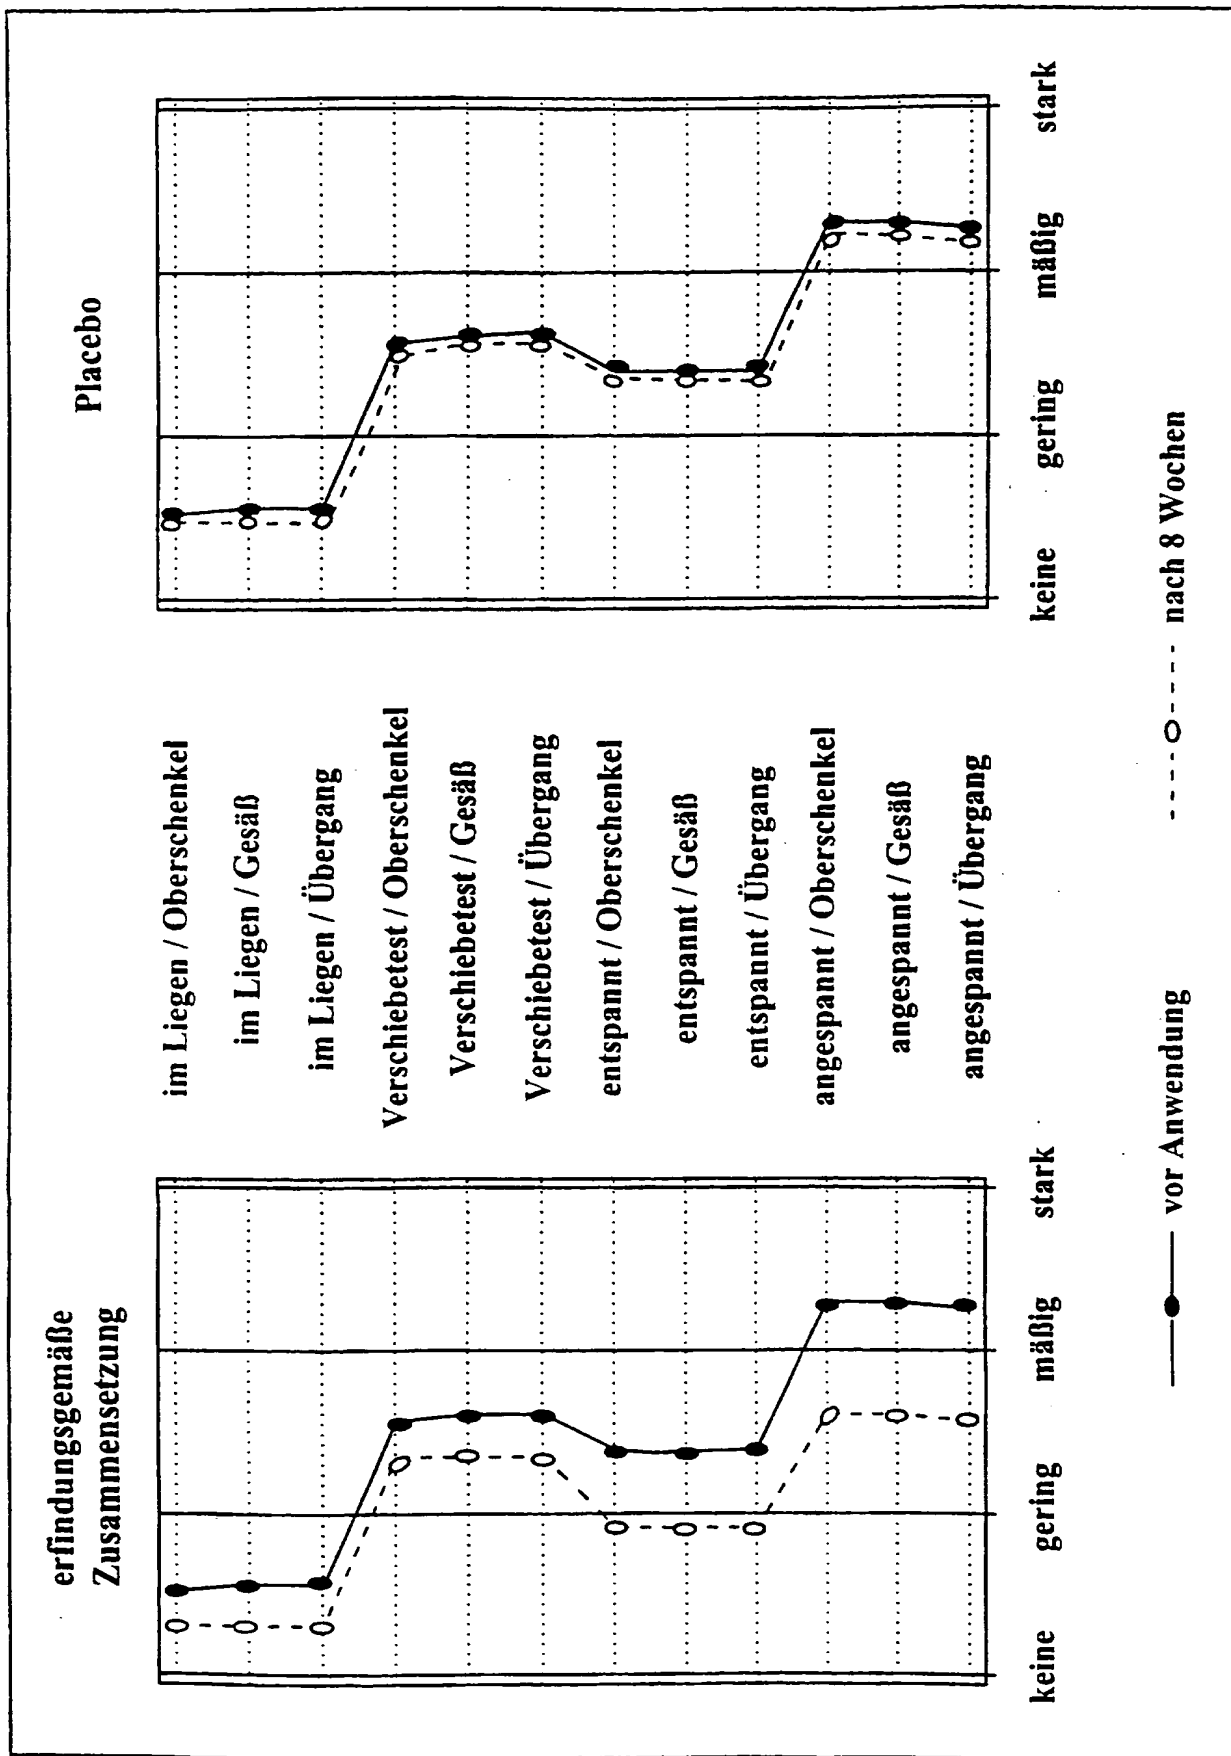 erfindungsgemäße
Zusammensetzung
Placebo
im Liegen / Oberschenkel
im Liegen / Gesäß
im Liegen / Übergang
Verschiebetest / Oberschenkel
Verschiebetest / Gesäß
Verschiebetest / Übergang
entspannt / Oberschenkel
entspannt / Gesäß
entspannt / Übergang
angespannt / Oberschenkel
angespannt / Gesäß
angespannt / Übergang
keine gering mäßig stark
keine gering mäßig stark
vor Anwendung
nach 8 Wochen